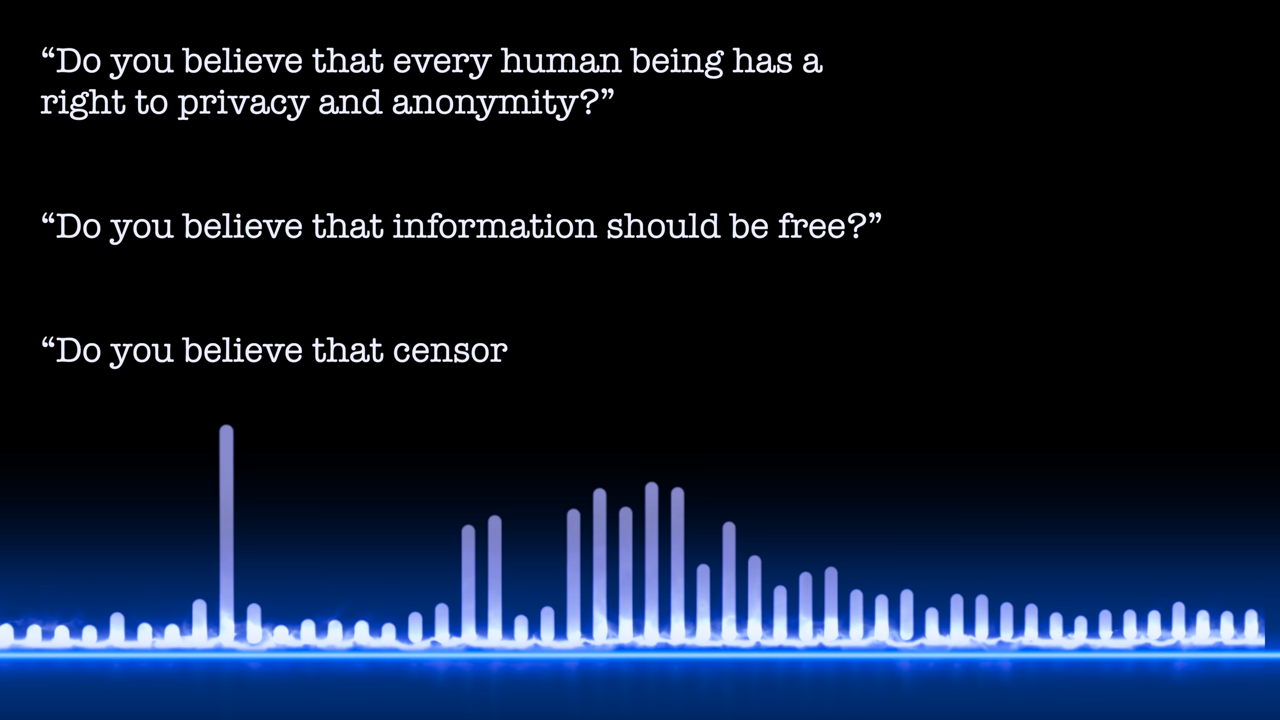 “Do you believe that every human being has a
right to privacy and anonymity?”
“Do you believe that information should be free?”
“Do you believe that censor